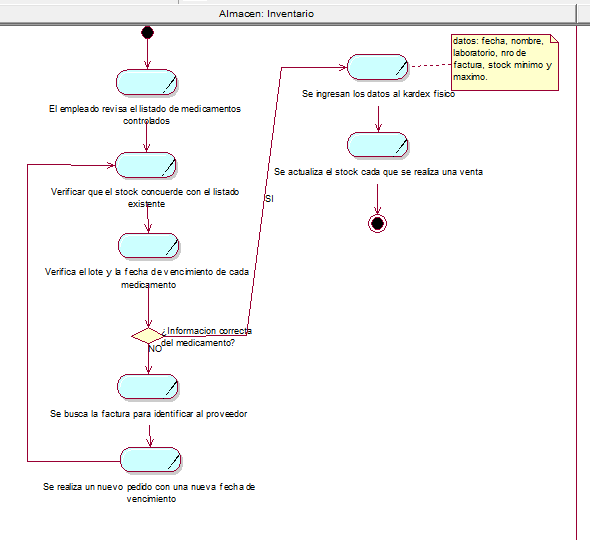 Almacen: Inventario
El empleado revisa el listado de medicamentos
controlados
Verificar que el stock concuerde con el listado
existente
Verifica el lote y la fecha de vencimiento de cada
medicamento
¿Informacion correcta
del medicamento?
NO
SI
Se busca la factura para identificar al proveedor
Se realiza un nuevo pedido con una nueva fecha de
vencimiento
Se ingresan los datos al kardex fisico
datos: fecha, nombre,
laboratorio, nro de
factura, stock minimo y
maximo.
Se actualiza el stock cada que se realiza una venta